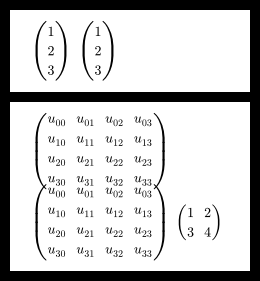 1 1
2 2
3 3
u₀₀ u₀₁ u₀₂ u₀₃
u₁₀ u₁₁ u₁₂ u₁₃
u₂₀ u₂₁ u₂₂ u₂₃
u₃₀ u₃₁ u₃₂ u₃₃
u₀₀ u₀₁ u₀₂ u₀₃
u₁₀ u₁₁ u₁₂ u₁₃ 1 2
u₂₀ u₂₁ u₂₂ u₂₃ 3 4
u₃₀ u₃₁ u₃₂ u₃₃